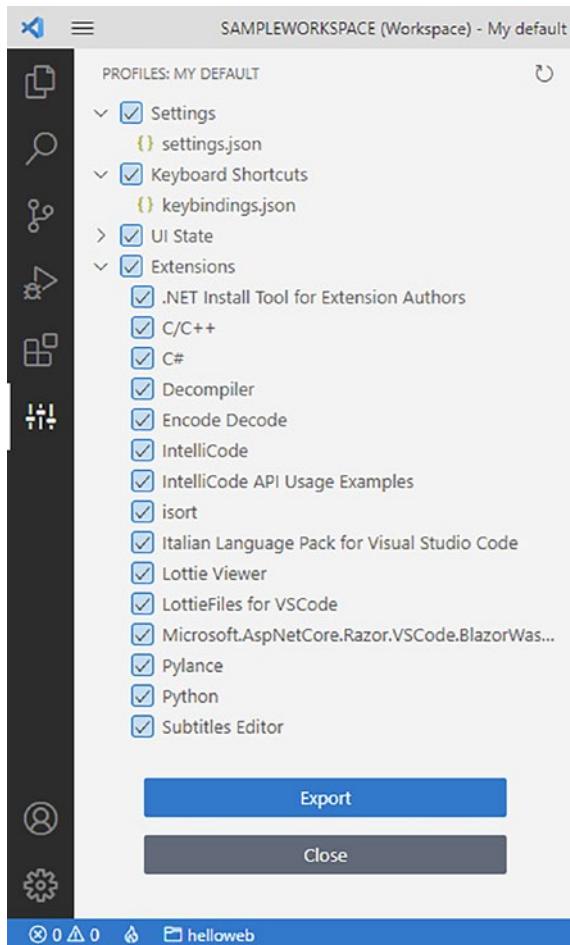 SAMPLEWORKSPACE (Workspace) - My default
PROFILES: MY DEFAULT
Settings
{} settings.json
Keyboard Shortcuts
{} keybindings.json
UI State
Extensions
.NET Install Tool for Extension Authors
C/C++
C#
Decompiler
Encode Decode
IntelliCode
IntelliCode API Usage Examples
isort
Italian Language Pack for Visual Studio Code
Lottie Viewer
LottieFiles for VSCode
Microsoft.AspNetCore.Razor.VSCode.BlazorWas...
Pylance
Python
Subtitles Editor
Export
Close
0 0 helloweb